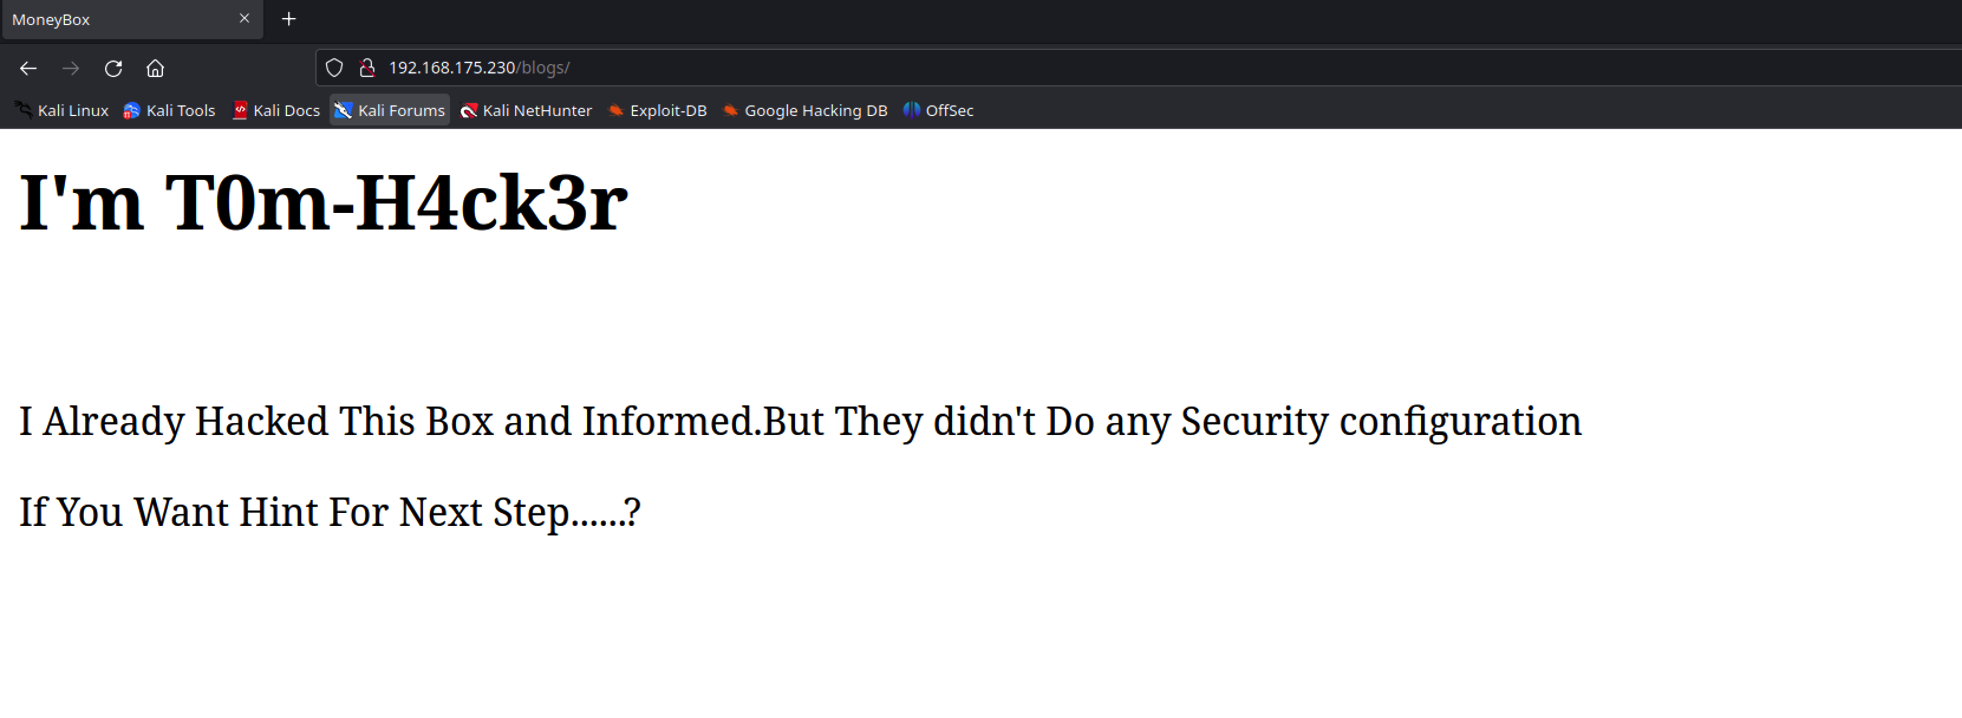 MoneyBox
192.168.175.230/blogs/
Kali Linux Kali Tools Kali Docs Kali Forums Kali NetHunter Exploit-DB Google Hacking DB OffSec
I'm T0m-H4ck3r
I Already Hacked This Box and Informed.But They didn't Do any Security configuration
If You Want Hint For Next Step......?